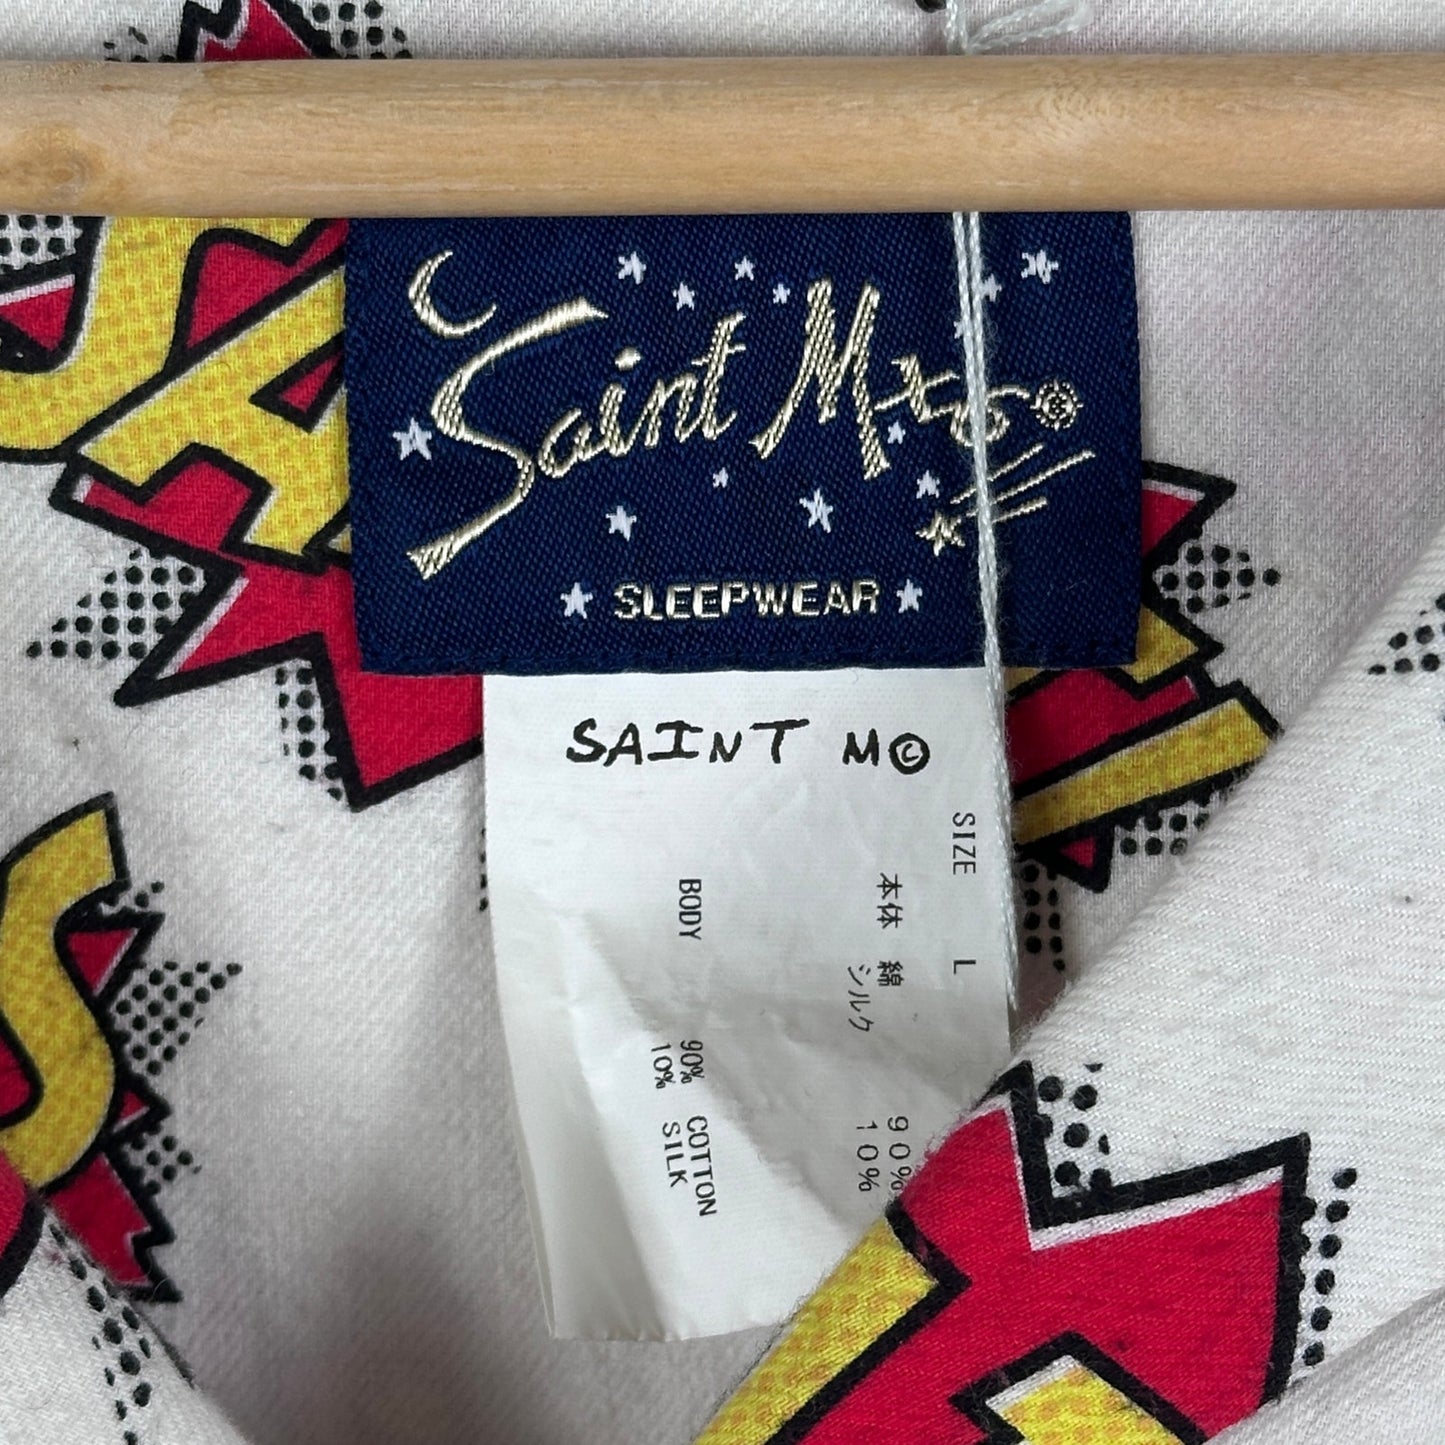 Saint Mxxxxxx®
SLEEPWEAR
SAINT M©
SIZE L
本体 綿 90%
シルク 10%
BODY 90% COTTON
10% SILK